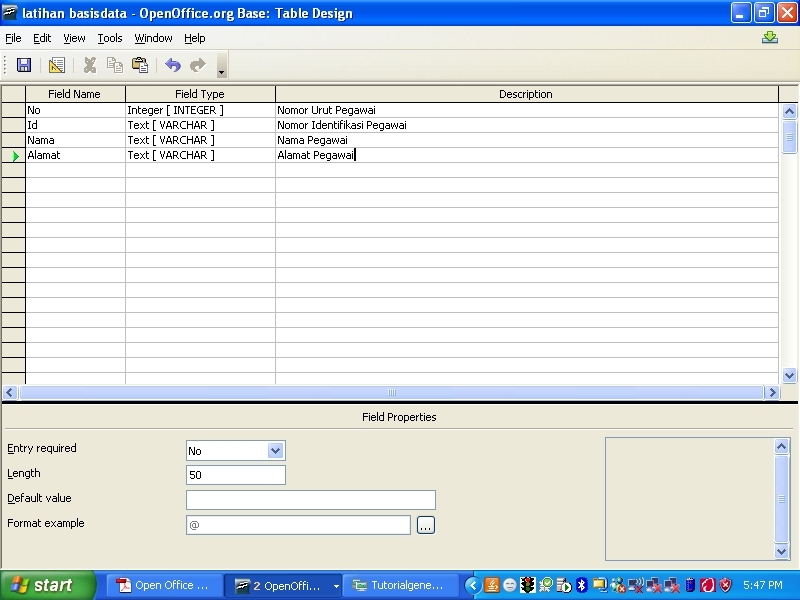 latihan basisdata - OpenOffice.org Base: Table Design
File Edit View Tools Window Help
Field Name Field Type Description
No Integer [ INTEGER ] Nomor Urut Pegawai
Id Text [ VARCHAR ] Nomor Identifikasi Pegawai
Nama Text [ VARCHAR ] Nama Pegawai
Alamat Text [ VARCHAR ] Alamat Pegawai
Field Properties
Entry required No
Length 50
Default value
Format example @ ...
start Open Office ... 2 OpenOffi... Tutorialgene... 5:47 PM